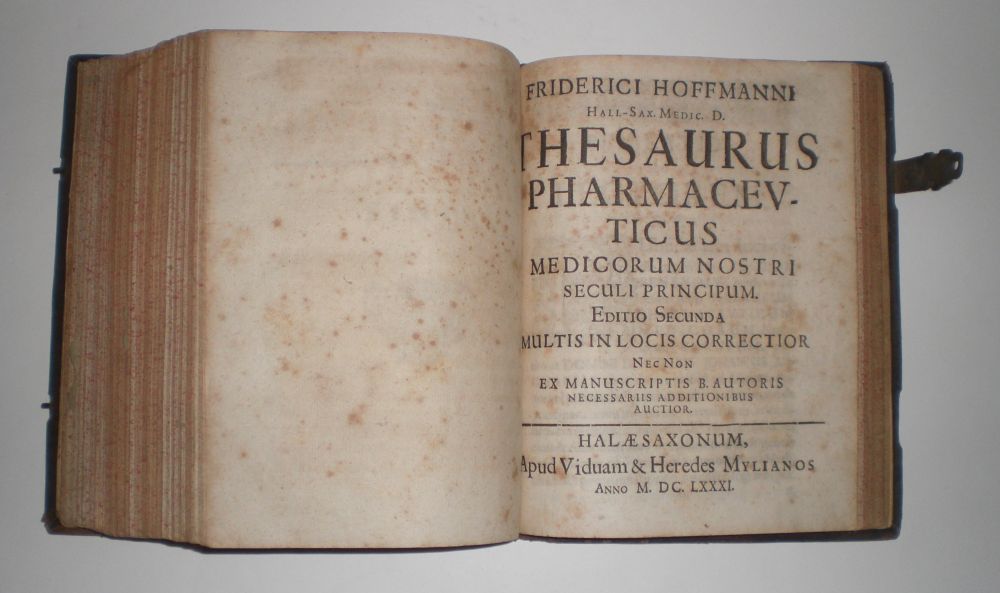 FRIDERICI HOFFMANNI
HALL-SAX. MEDIC. D.
THESAURUS
PHARMACEV-
TICUS
MEDICORUM NOSTRI
SECULI PRINCIPUM.
EDITIO SECUNDA
MULTIS IN LOCIS CORRECTIOR
NEC NON
EX MANUSCRIPTIS B. AUTORIS
NECESSARIIS ADDITIONIBUS
AUCTIOR.
HALÆ SAXONUM,
Apud Viduam & Heredes MYLIANOS
ANNO M. DC. LXXXI.